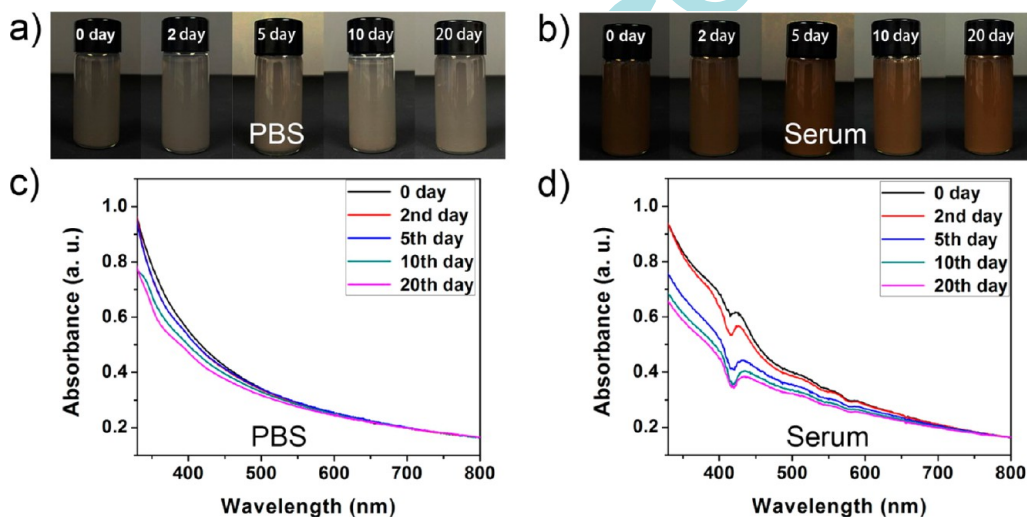 a)
0 day 2 day 5 day 10 day 20 day
PBS
b)
0 day 2 day 5 day 10 day 20 day
Serum
c)
1.0
0.8
0.6
0.4
0.2
Absorbance (a. u.)
0 day
2nd day
5th day
10th day
20th day
PBS
400 500 600 700 800
Wavelength (nm)
d)
1.0
0.8
0.6
0.4
0.2
Absorbance (a. u.)
0 day
2nd day
5th day
10th day
20th day
Serum
400 500 600 700 800
Wavelength (nm)